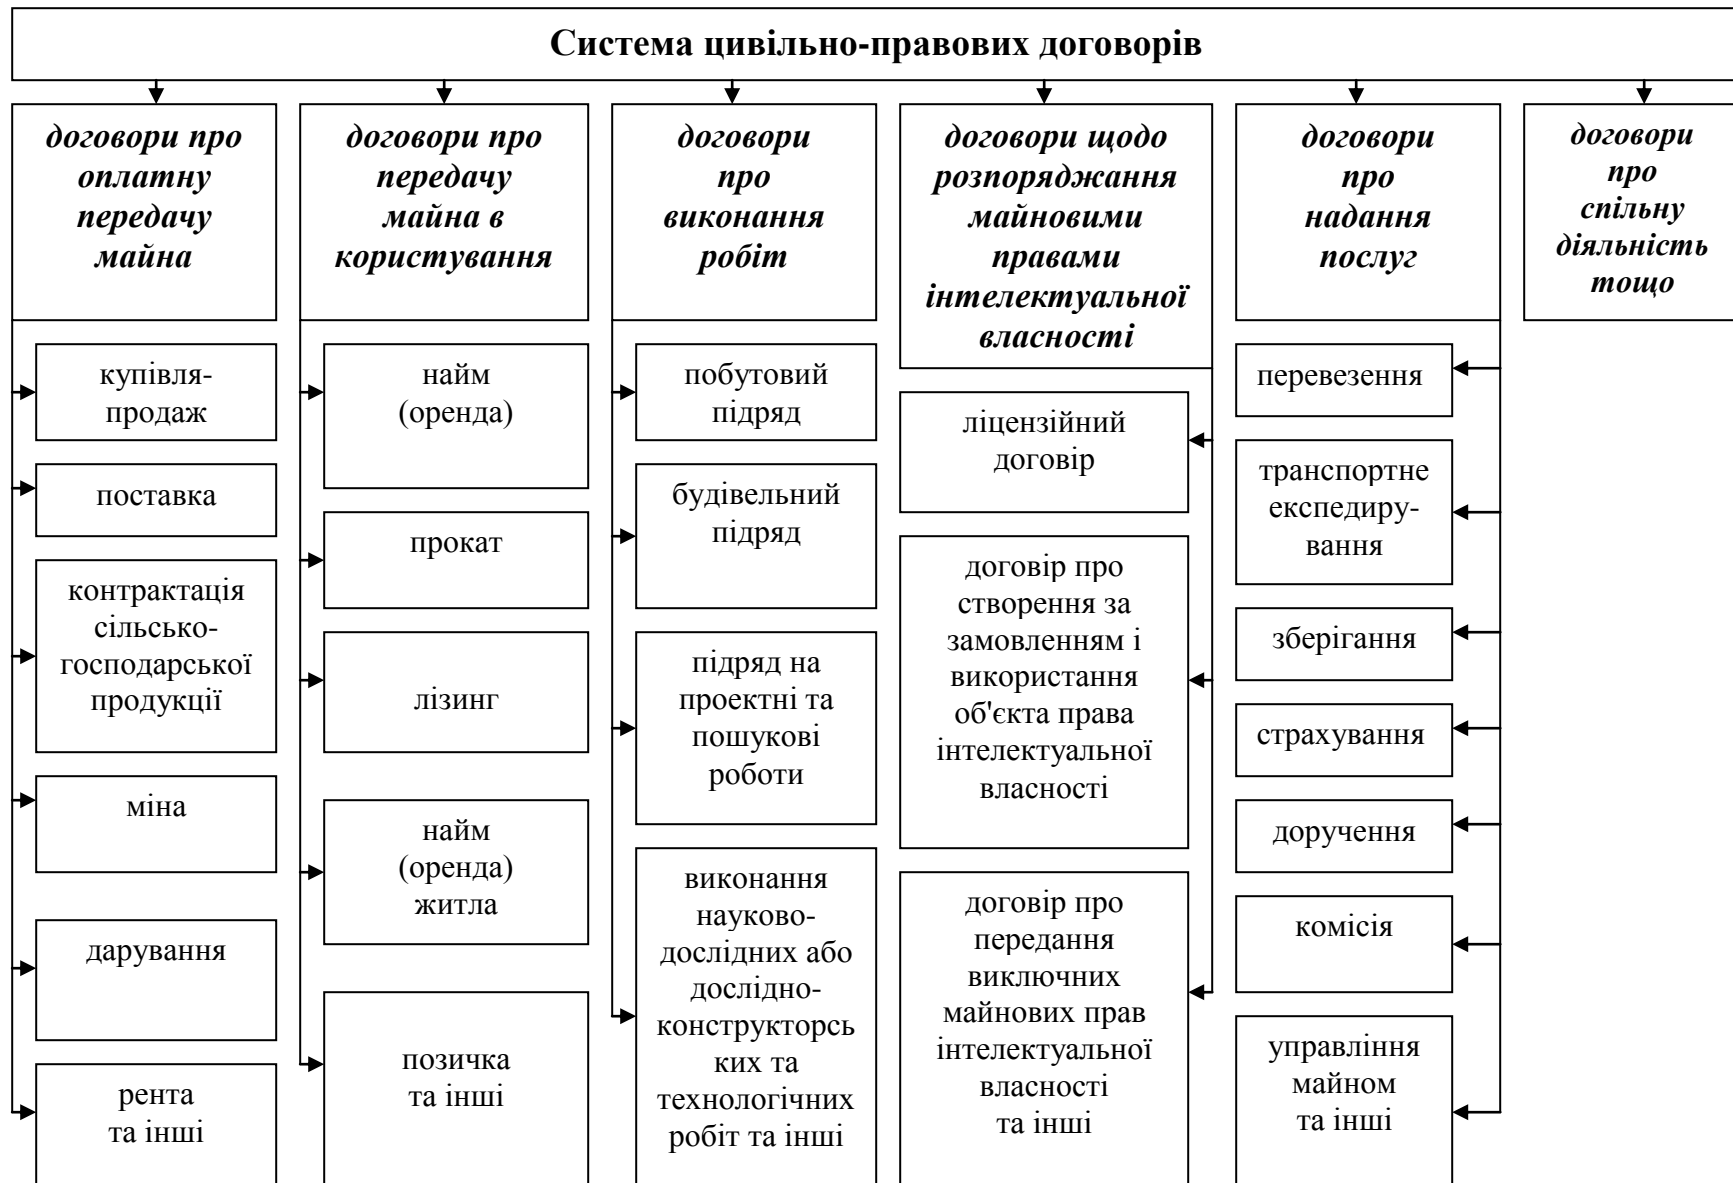 Система цивільно-правових договорів
договори про
оплатну
передачу
майна
купівля-
продаж
поставка
контрактація
сільсько-
господарської
продукції
міна
дарування
рента
та інші
договори про
передачу
майна в
користування
найм
(оренда)
прокат
лізинг
найм
(оренда)
житла
позичка
та інші
договори
про
виконання
робіт
побутовий
підряд
будівельний
підряд
підряд на
проектні та
пошукові
роботи
виконання
науково-
дослідних або
дослідно-
конструкторсь
ких та
технологічних
робіт та інші
договори щодо
розпоряджання
майновими
правами
інтелектуальної
власності
ліцензійний
договір
договір про
створення за
замовленням і
використання
об'єкта права
інтелектуальної
власності
договір про
передання
виключних
майнових прав
інтелектуальної
власності
та інші
договори
про
надання
послуг
перевезення
транспортне
експедиру-
вання
зберігання
страхування
доручення
комісія
управління
майном
та інші
договори
про
спільну
діяльність
тощо